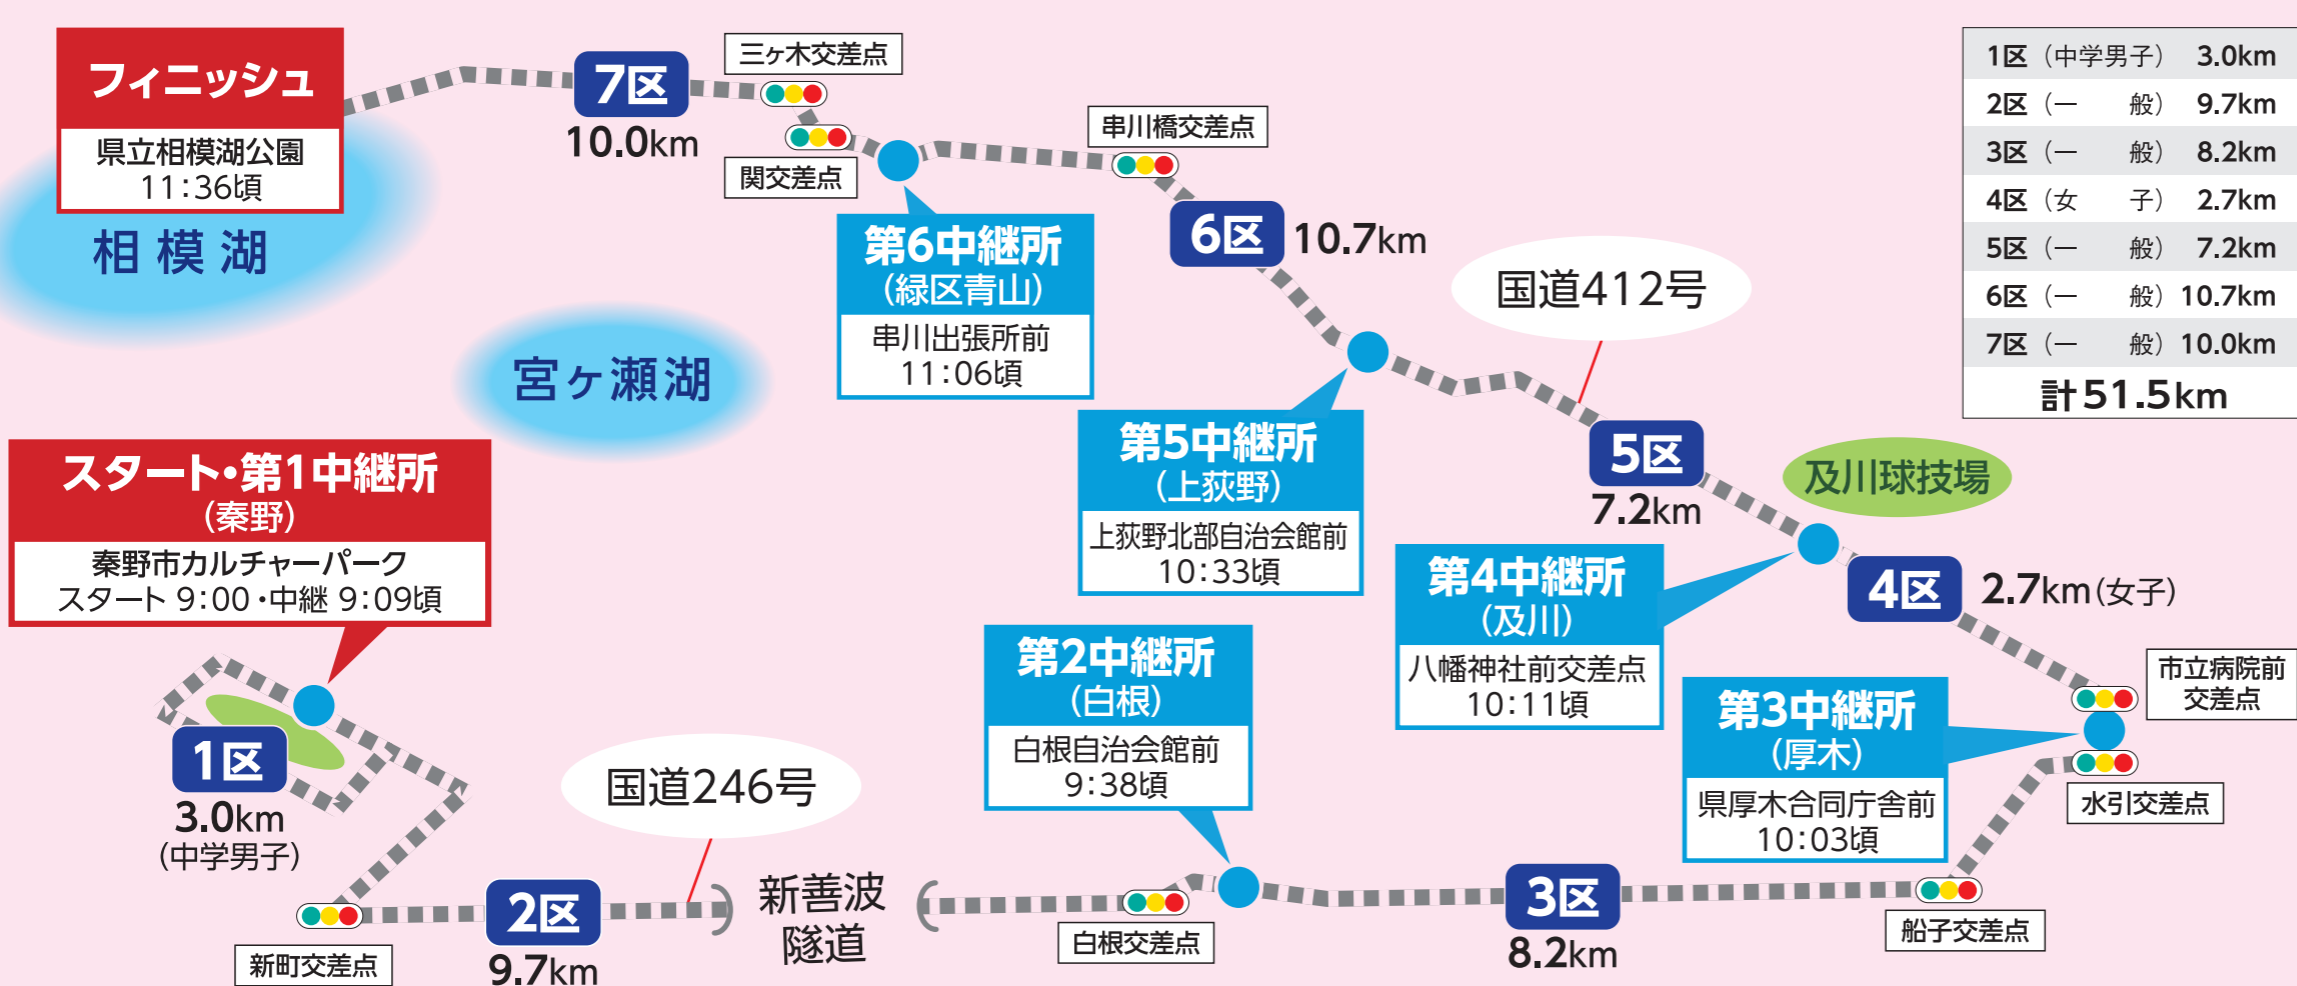 フィニッシュ
県立相模湖公園
11:36頃
相模湖
7区
10.0km
三ヶ木交差点
関交差点
串川橋交差点
第6中継所
(緑区青山)
串川出張所前
11:06頃
6区 10.7km
国道412号
宮ヶ瀬湖
1区 (中学男子) 3.0km
2区 (一 般) 9.7km
3区 (一 般) 8.2km
4区 (女 子) 2.7km
5区 (一 般) 7.2km
6区 (一 般) 10.7km
7区 (一 般) 10.0km
計51.5km
第5中継所
(上荻野)
上荻野北部自治会館前
10:33頃
5区
7.2km
及川球技場
スタート・第1中継所
(秦野)
秦野市カルチャーパーク
スタート 9:00・中継 9:09頃
第4中継所
(及川)
八幡神社前交差点
10:11頃
4区 2.7km(女子)
市立病院前
交差点
第2中継所
(白根)
白根自治会館前
9:38頃
第3中継所
(厚木)
県厚木合同庁舎前
10:03頃
水引交差点
1区
3.0km
(中学男子)
国道246号
新町交差点
2区
9.7km
新善波
隧道
白根交差点
3区
8.2km
船子交差点